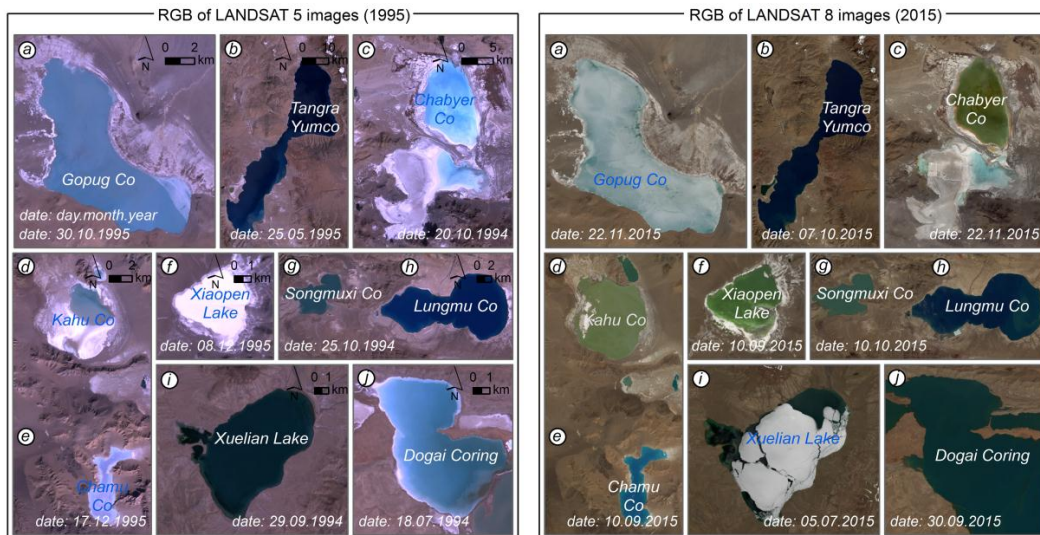 RGB of LANDSAT 5 images (1995)
a
0 2
km
N
Gopug Co
date: day.month.year
date: 30.10.1995
b
0 10
km
N
Tangra
Yumco
date: 25.05.1995
c
0 5
km
N
Chabyer
Co
date: 20.10.1994
d
0 2
km
N
Kahu Co
e
Chamu
Co
date: 17.12.1995
f
0 1
km
N
Xiaopen
Lake
date: 08.12.1995
g
Songmuxi Co
h
0 2
km
N
Lungmu Co
date: 25.10.1994
i
0 1
km
N
Xuelian Lake
date: 29.09.1994
j
0 1
km
N
Dogai Coring
date: 18.07.1994
RGB of LANDSAT 8 images (2015)
a
Gopug Co
date: 22.11.2015
b
Tangra
Yumco
date: 07.10.2015
c
Chabyer
Co
date: 22.11.2015
d
Kahu Co
e
Chamu
Co
date: 10.09.2015
f
Xiaopen
Lake
date: 10.09.2015
g
Songmuxi Co
h
Lungmu Co
date: 10.10.2015
i
Xuelian Lake
date: 05.07.2015
j
Dogai Coring
date: 30.09.2015